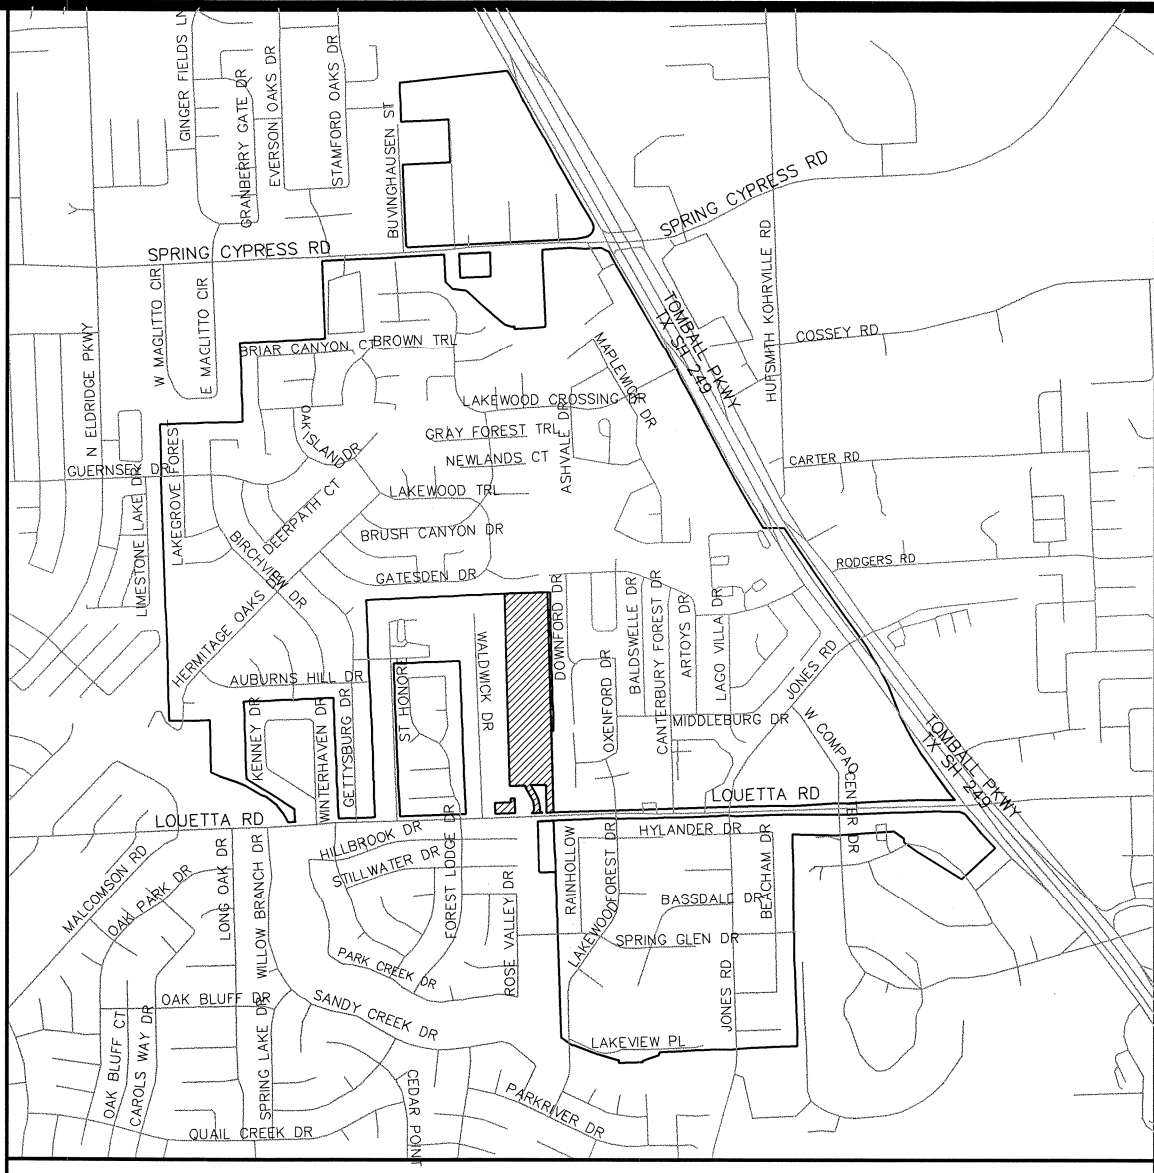 GINGER FIELDS LN
GRANBERRY GATE DR
EVERSON OAKS DR
STAMFORD OAKS DR
BUVINGHAUSEN ST
SPRING CYPRESS RD
SPRING CYPRESS RD
HUFSMITH KOHRVILLE RD
W MAGLITTO CIR
E MAGLITTO CIR
N ELDRIDGE PKWY
TOMBALL PKWY
TX SH 249
COSSEY RD
BRIAR CANYON CT
BROWN TRL
MAPLEWICK DR
LAKEWOOD CROSSING DR
OAK ISLAND DR
GRAY FOREST TRL
ASHVALE DR
NEWLANDS CT
CARTER RD
GUERNSEY DR
LAKEGROVE FOREST
LIMESTONE LAKE DR
DEERPATH CT
LAKEWOOD TRL
BRUSH CANYON DR
BIRCHVIEW DR
GATESDEN DR
RODGERS RD
HERMITAGE OAKS DR
DOWNFORD DR
BALDSWELLE DR
CANTERBURY FOREST DR
ARTOYS DR
LAGO VILLA DR
WALDWICK DR
JONES RD
AUBURNS HILL DR
ST HONORE
OXENFORD DR
KENNEY DR
WINTERHAVEN DR
GETTYSBURG DR
MIDDLEBURG DR
W COMPAQ CENTER DR
TOMBALL PKWY
TX SH 249
LOUETTA RD
LOUETTA RD
HILLBROOK DR
HYLANDER DR
STILLWATER DR
MALCOMSON RD
OAK PARK DR
LONG OAK DR
WILLOW BRANCH DR
FOREST LODGE DR
ROSE VALLEY DR
RAINHOLLOW
LAKEWOOD FOREST DR
BASSDALE DR
BEACHAM DR
SPRING GLEN DR
PARK CREEK DR
JONES RD
OAK BLUFF DR
SANDY CREEK DR
LAKEVIEW PL
OAK BLUFF CT
CAROLS WAY DR
SPRING LAKE DR
CEDAR POINT
PARKRIVER DR
QUAIL CREEK DR